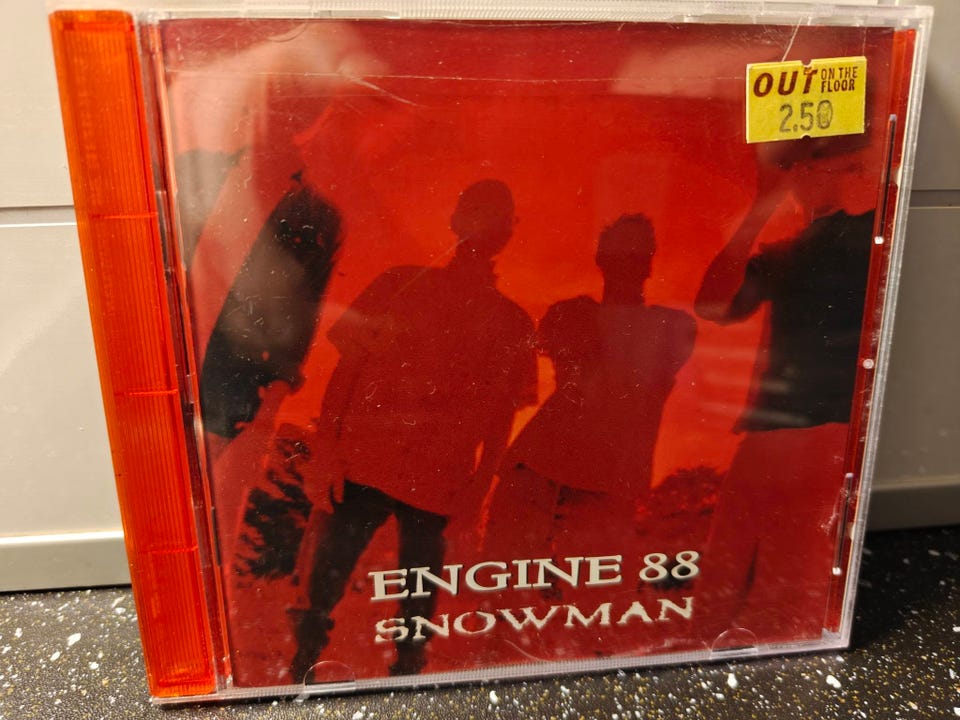 OUT ON THE FLOOR
2.50
ENGINE 88
SNOWMAN